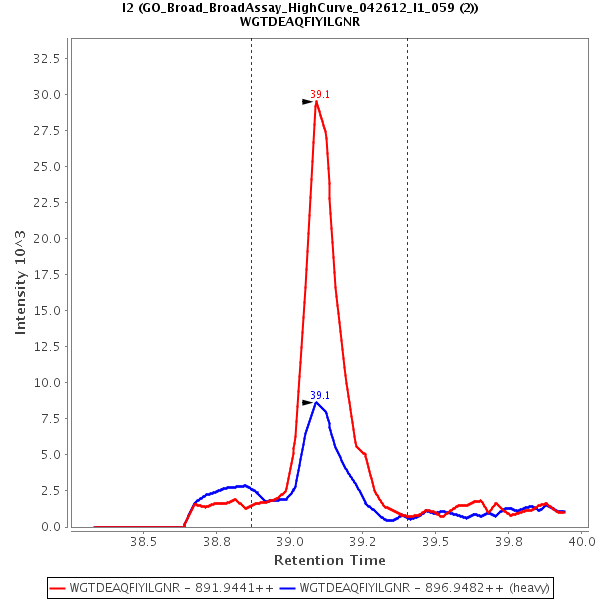 I2 (GO_Broad_BroadAssay_HighCurve_042612_I1_059 (2))
WGTDEAQFIYILGNR
Intensity 10^3
32.5
30.0
27.5
25.0
22.5
20.0
17.5
15.0
12.5
10.0
7.5
5.0
2.5
0.0
39.1
39.1
38.5 38.8 39.0 39.2 39.5 39.8 40.0
Retention Time
WGTDEAQFIYILGNR - 891.9441++ WGTDEAQFIYILGNR - 896.9482++ (heavy)